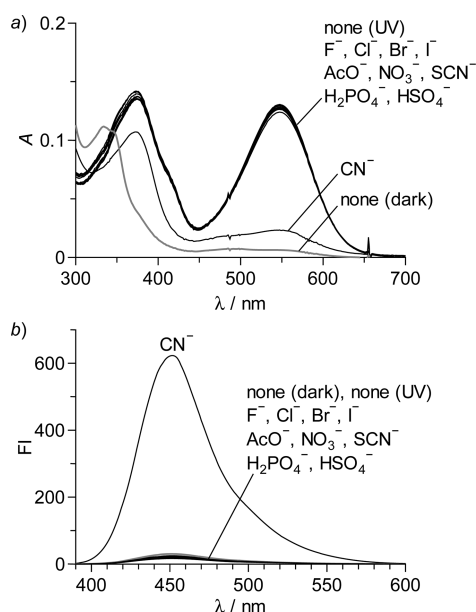 a)
0.2
none (UV)
F⁻, Cl⁻, Br⁻, I⁻
AcO⁻, NO₃⁻, SCN⁻
H₂PO₄⁻, HSO₄⁻
A
0.1
CN⁻
none (dark)
0
300 400 500 600 700
λ / nm
b)
CN⁻
600
none (dark), none (UV)
F⁻, Cl⁻, Br⁻, I⁻
AcO⁻, NO₃⁻, SCN⁻
H₂PO₄⁻, HSO₄⁻
FI
400
200
0
400 450 500 550 600
λ / nm